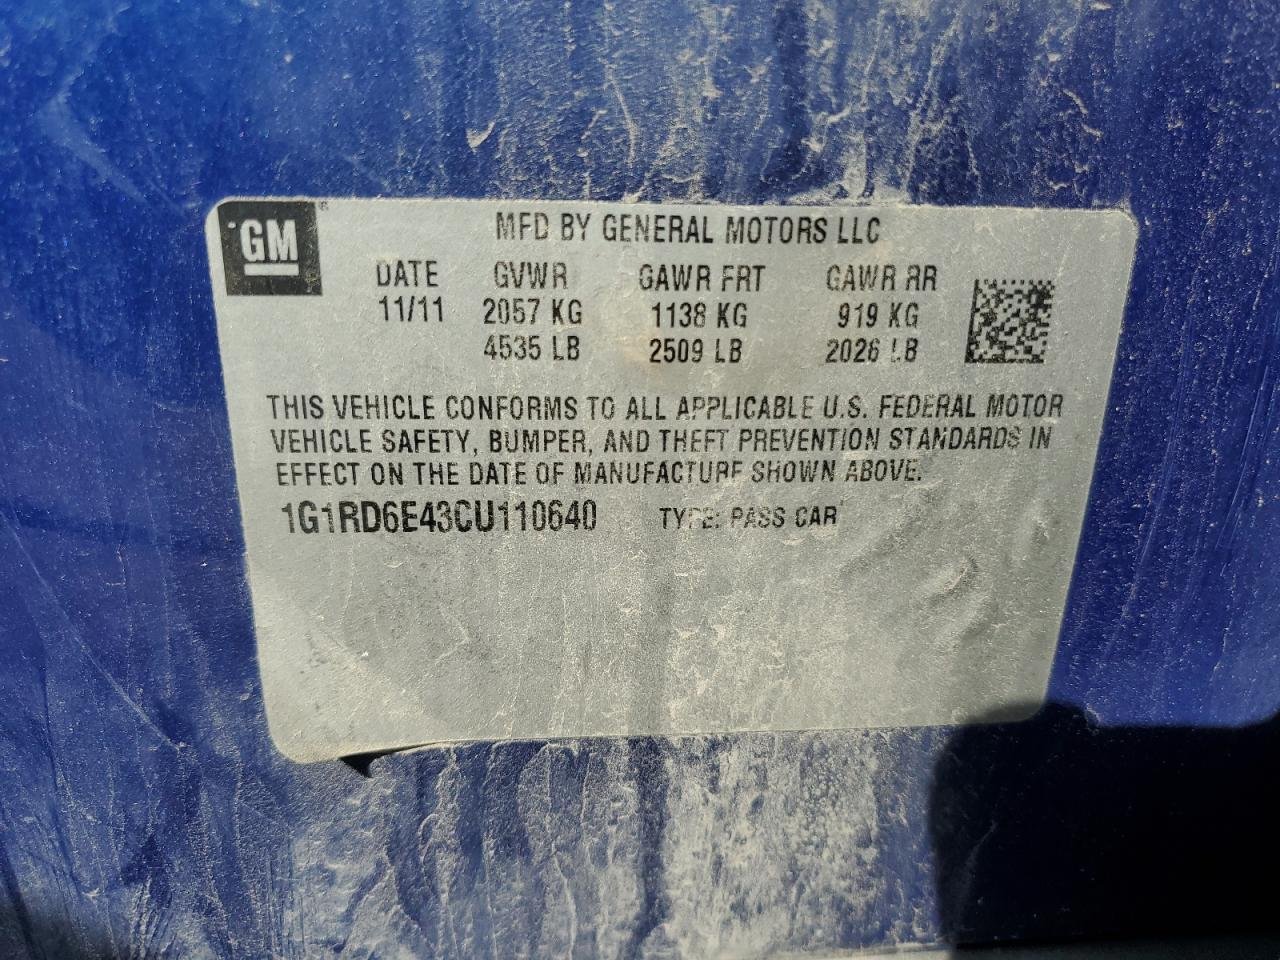 GM®
MFD BY GENERAL MOTORS LLC
DATE GVWR GAWR FRT GAWR RR
11/11 2057 KG 1138 KG 919 KG
4535 LB 2509 LB 2026 LB
THIS VEHICLE CONFORMS TO ALL APPLICABLE U.S. FEDERAL MOTOR
VEHICLE SAFETY, BUMPER, AND THEFT PREVENTION STANDARDS IN
EFFECT ON THE DATE OF MANUFACTURE SHOWN ABOVE.
1G1RD6E43CU110640 TYPE: PASS CAR